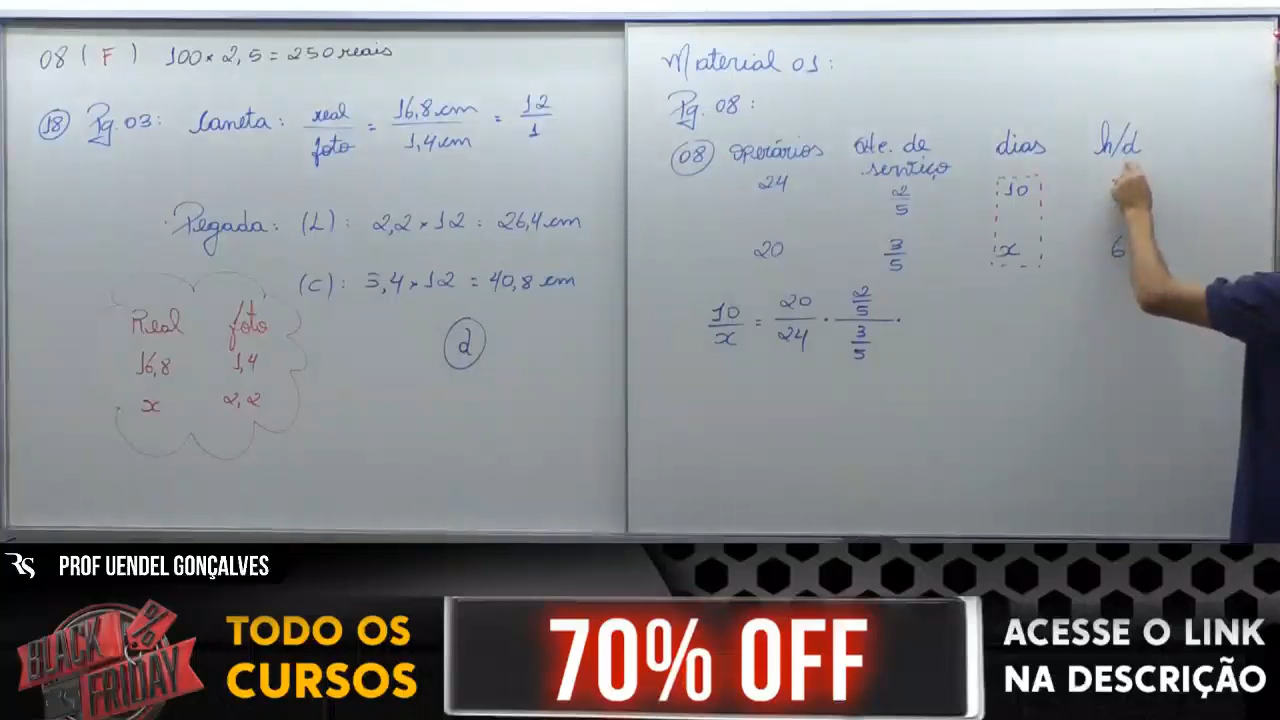 08 ( F ) 100 × 2,5 = 250 reais
18 Pg. 03: Caneta: real/foto = 16,8 cm/1,4 cm = 12/1
Pegada: (L): 2,2 × 12 = 26,4 cm
(C): 3,4 × 12 = 40,8 cm
Real foto
16,8 1,4
x 2,2
d
Material 01:
Pg. 08:
08 operários qte. de serviço dias h/d
24 2/5 10
20 3/5 x 6
10/x = 20/24 · 2/5 / 3/5 ·
RS PROF UENDEL GONÇALVES
BLACK FRIDAY
TODO OS CURSOS
70% OFF
ACESSE O LINK NA DESCRIÇÃO